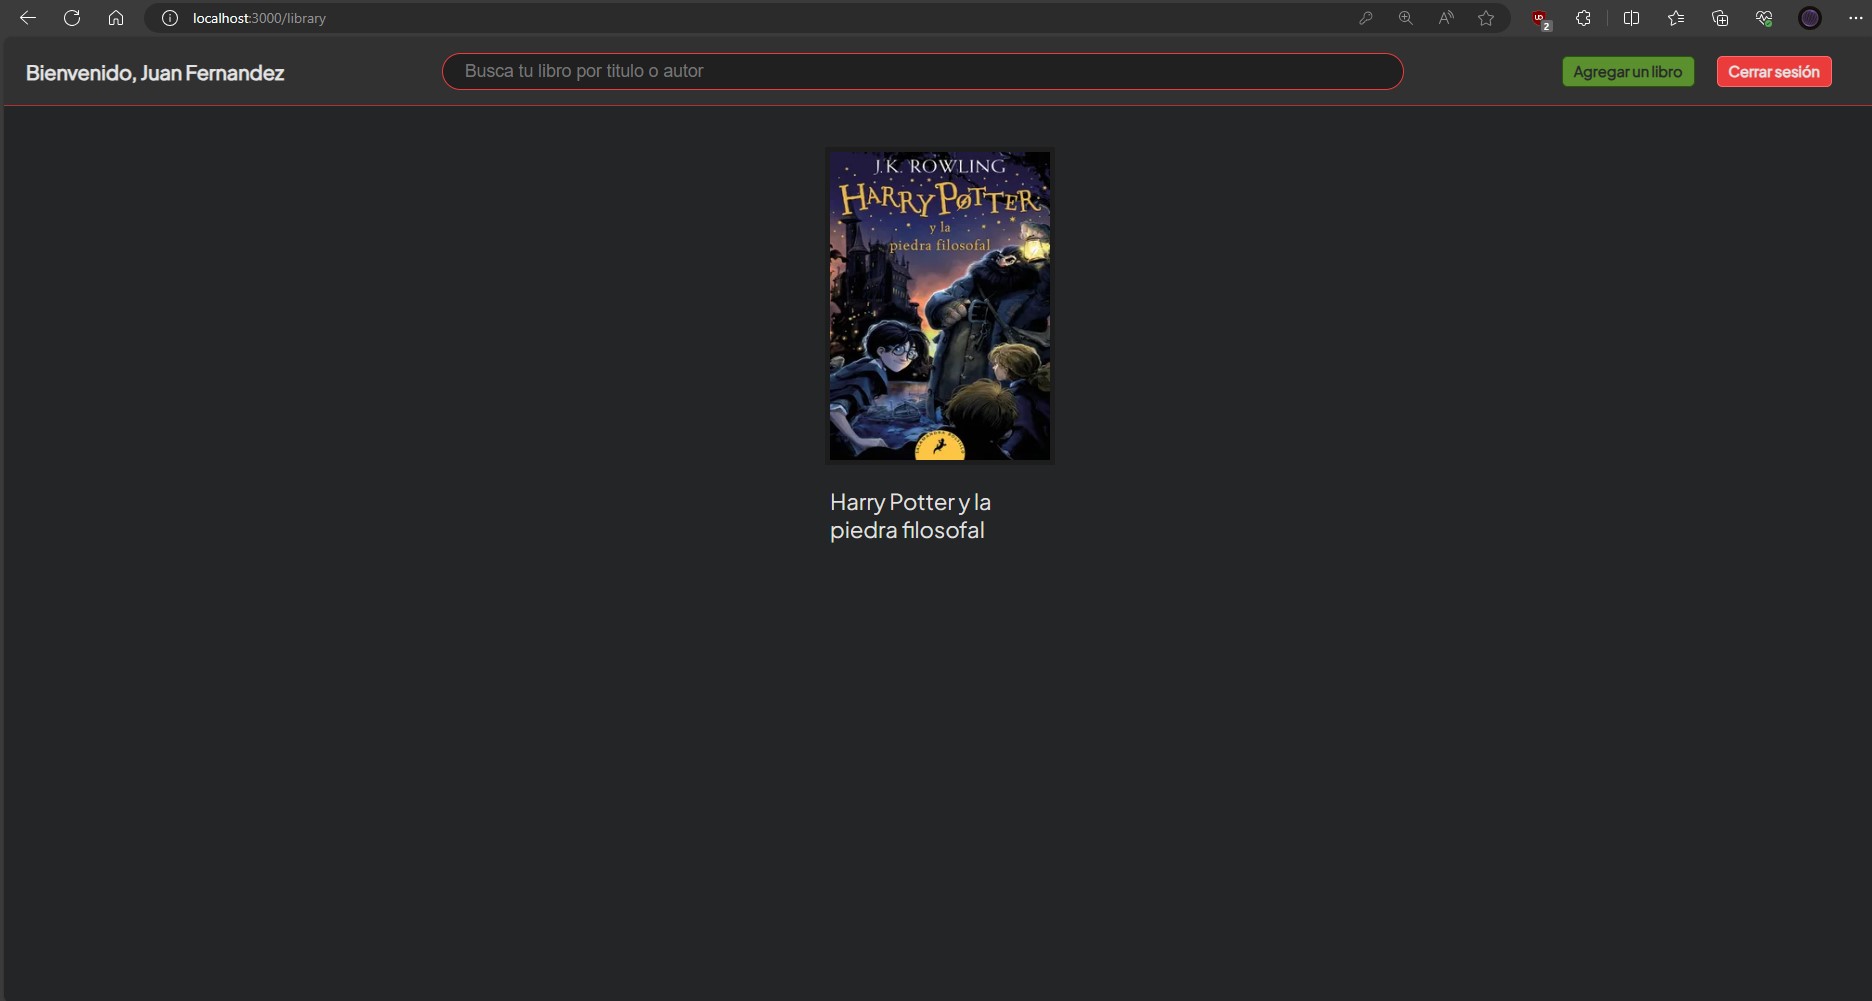 localhost:3000/library
2
Bienvenido, Juan Fernandez
Busca tu libro por titulo o autor
Agregar un libro
Cerrar sesión
J.K. ROWLING
HARRY POTTER
y la
piedra filosofal
Harry Potter y la
piedra filosofal